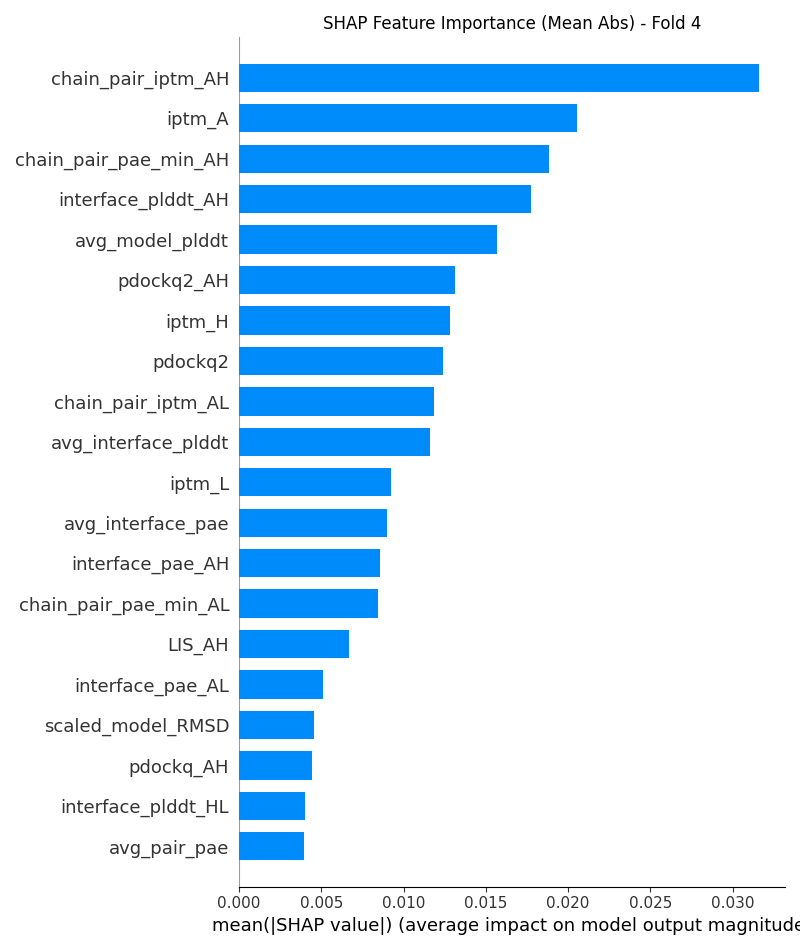 SHAP Feature Importance (Mean Abs) - Fold 4
chain_pair_iptm_AH
iptm_A
chain_pair_pae_min_AH
interface_plddt_AH
avg_model_plddt
pdockq2_AH
iptm_H
pdockq2
chain_pair_iptm_AL
avg_interface_plddt
iptm_L
avg_interface_pae
interface_pae_AH
chain_pair_pae_min_AL
LIS_AH
interface_pae_AL
scaled_model_RMSD
pdockq_AH
interface_plddt_HL
avg_pair_pae
0.000 0.005 0.010 0.015 0.020 0.025 0.030
mean(|SHAP value|) (average impact on model output magnitude